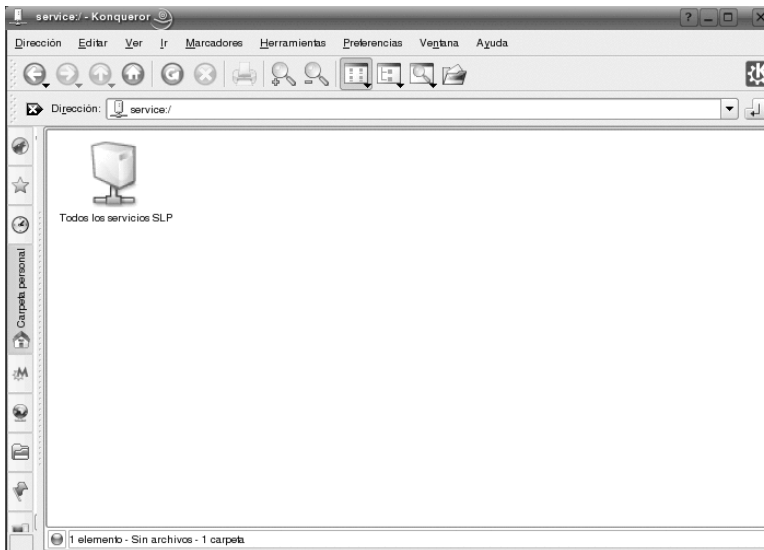 service:/ - Konqueror
Dirección Editar Ver Ir Marcadores Herramientas Preferencias Ventana Ayuda
Dirección: service:/
Todos los servicios SLP
Carpeta personal
1 elemento - Sin archivos - 1 carpeta